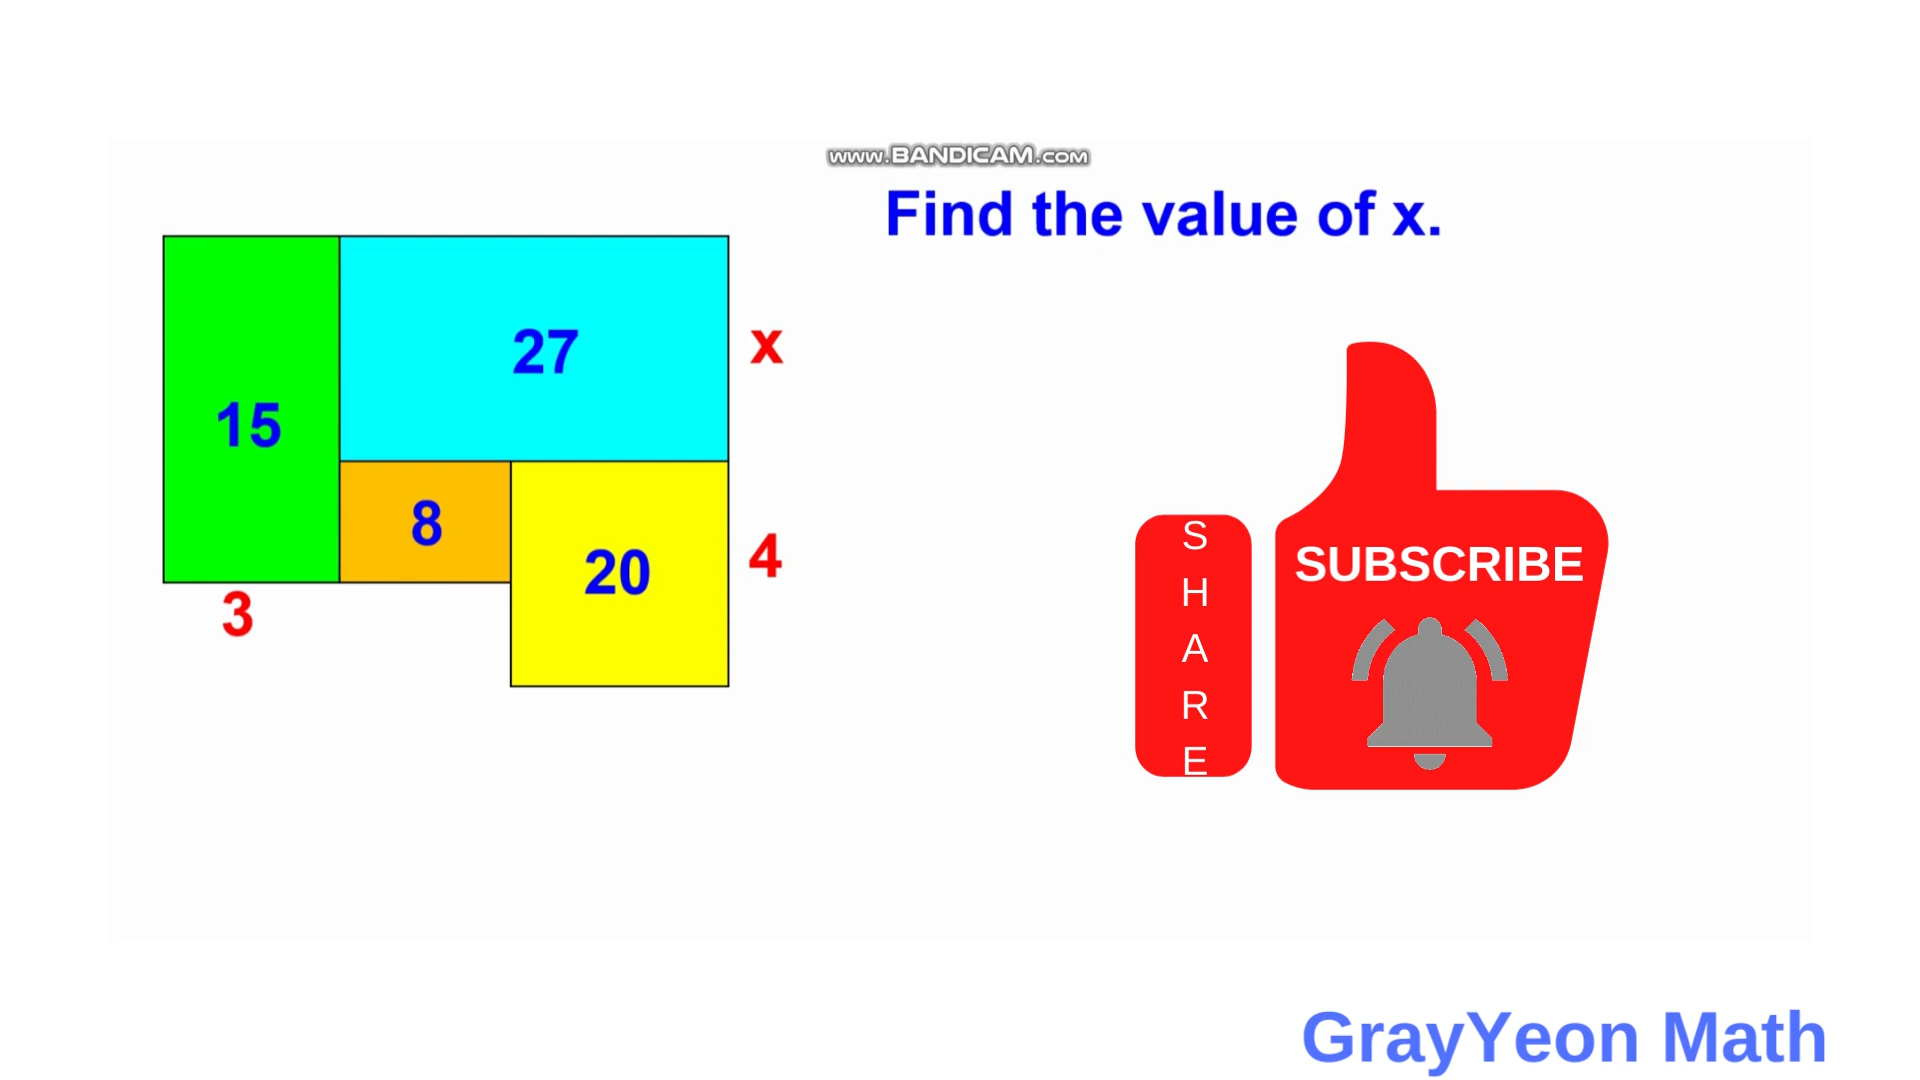 www.BANDICAM.com
Find the value of x.
27
x
15
8
20
4
3
S
H
A
R
E
SUBSCRIBE
GrayYeon Math